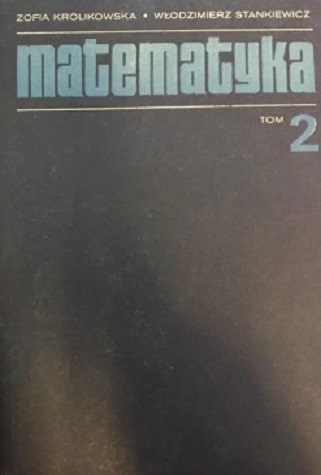 ZOFIA KRÓLIKOWSKA • WŁODZIMIERZ STANKIEWICZ
matematyka
TOM 2